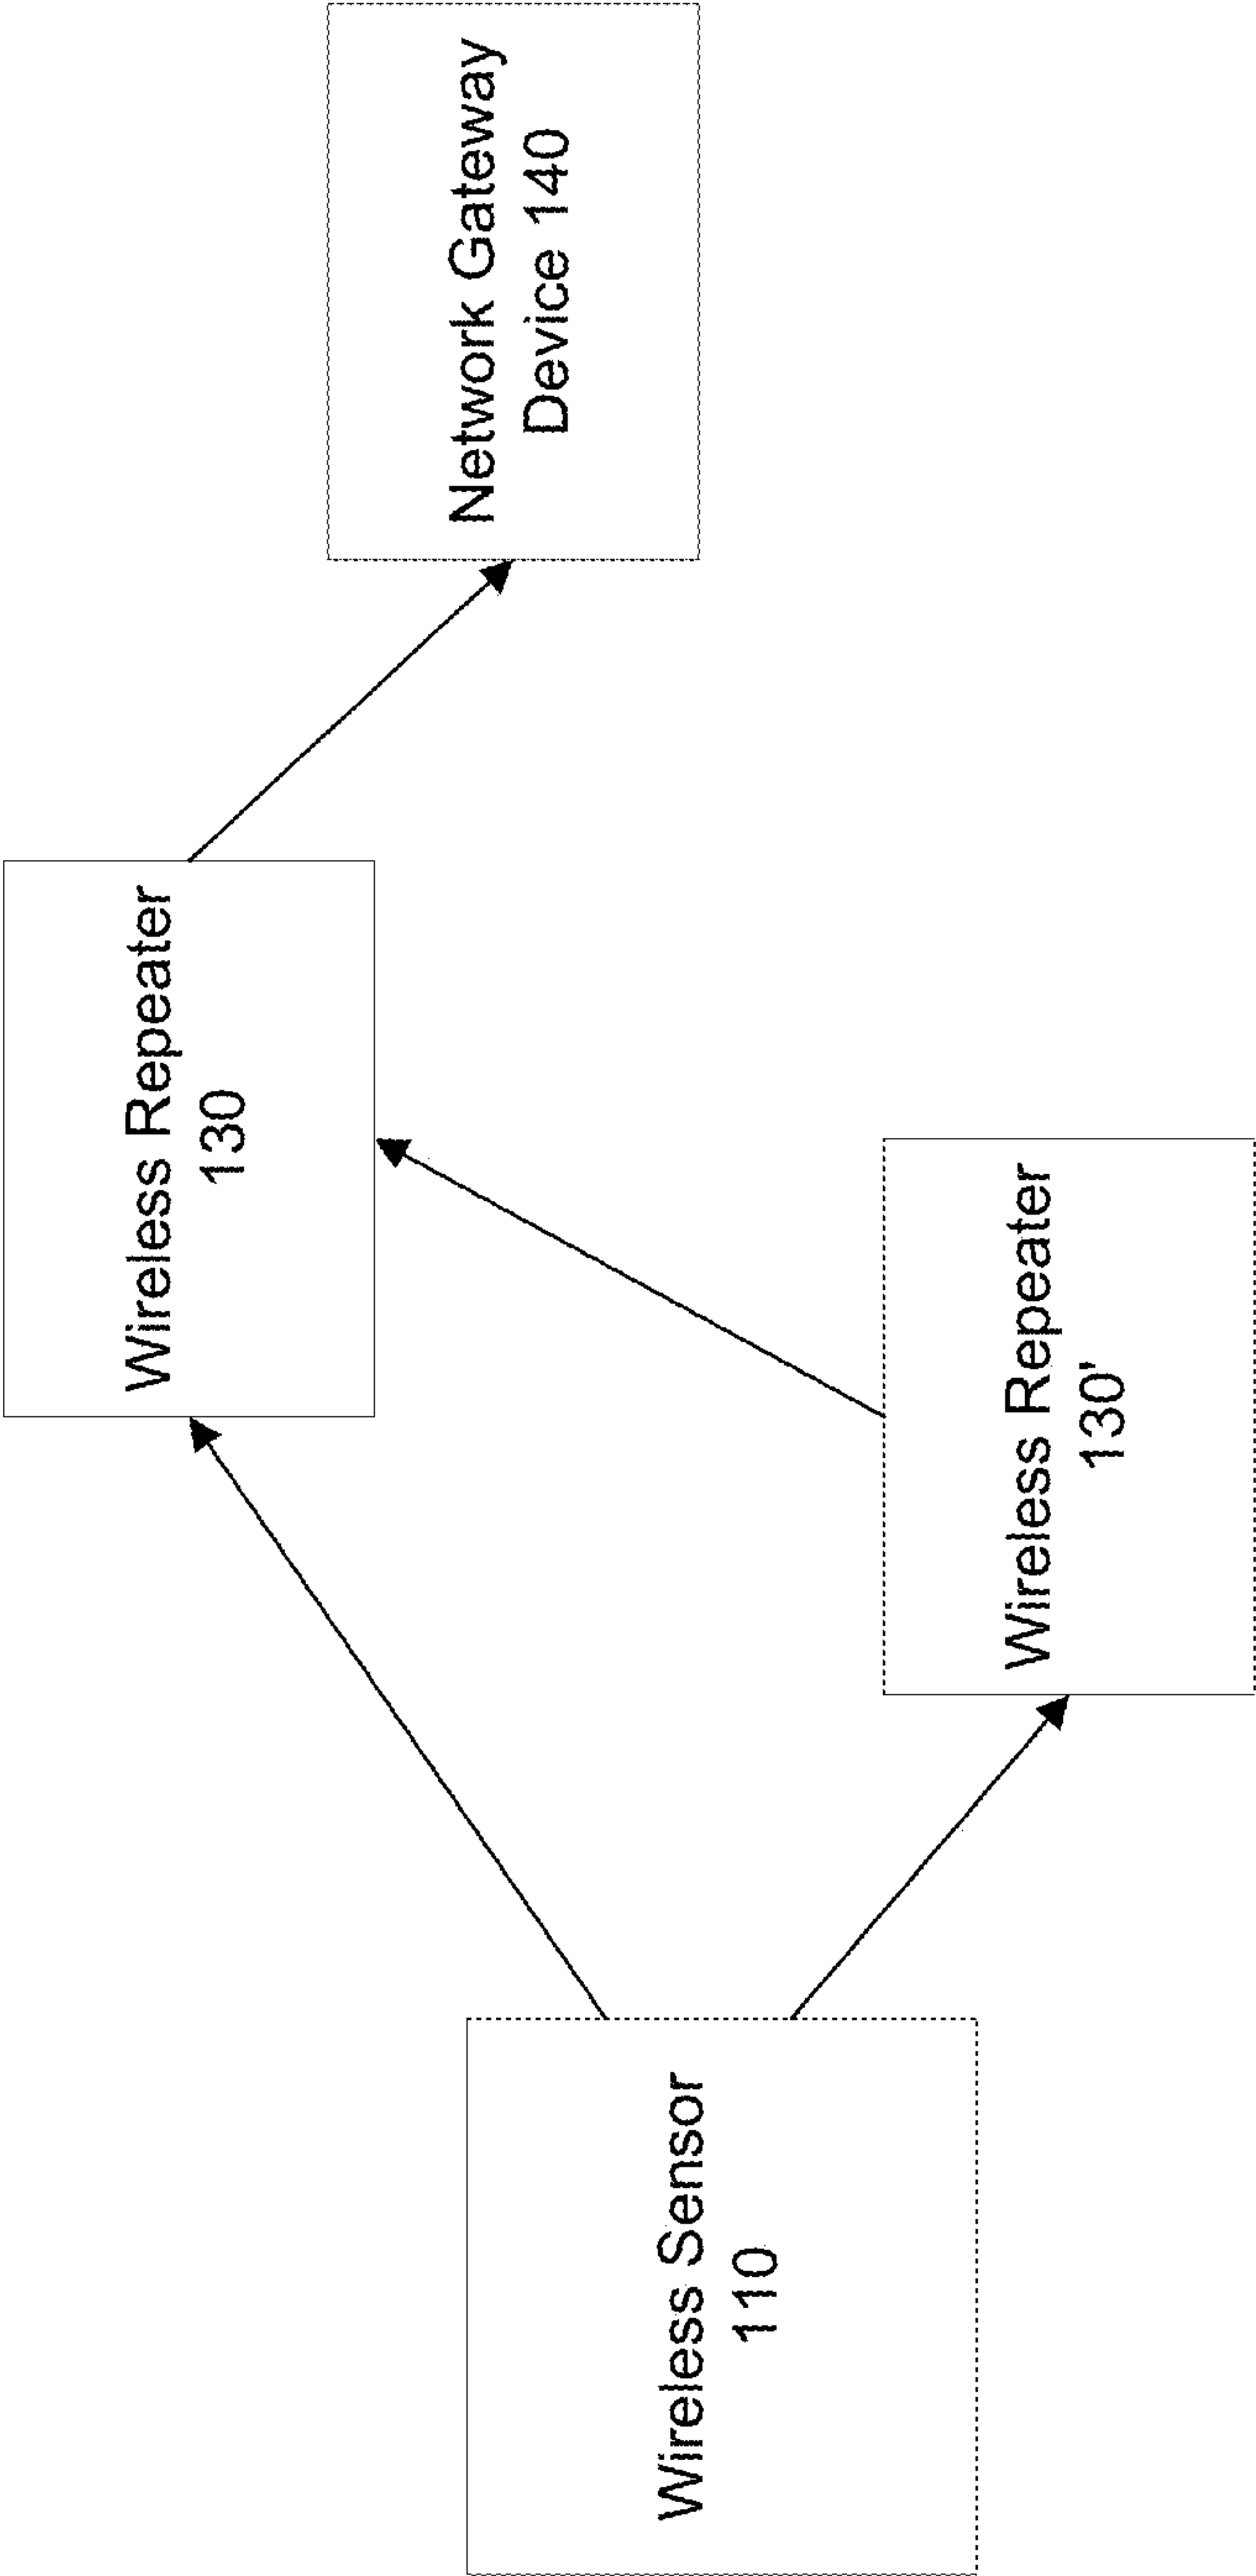 Wireless Sensor
110
Wireless Repeater
130
Wireless Repeater
130'
Network Gateway
Device 140